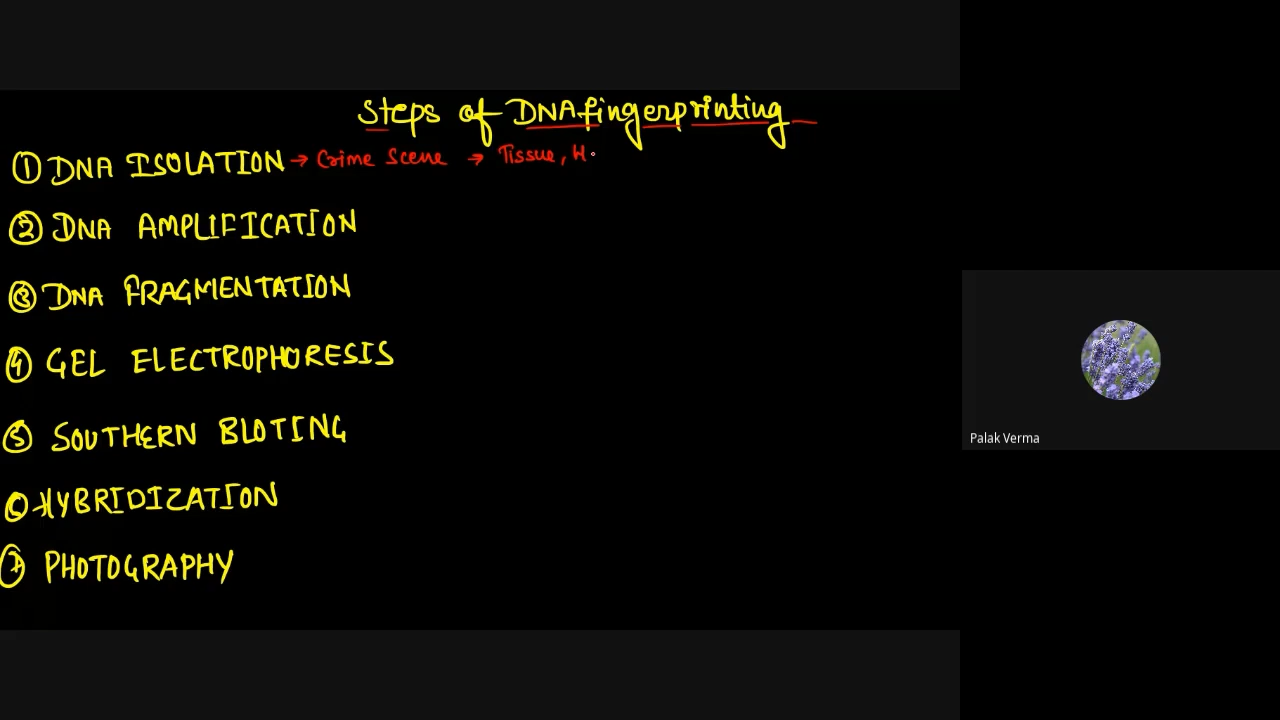 Steps of DNA fingerprinting
① DNA ISOLATION → Crime Scene → Tissue, H
② DNA AMPLIFICATION
③ DNA FRAGMENTATION
④ GEL ELECTROPHORESIS
⑤ SOUTHERN BLOTING
⑥ HYBRIDIZATION
⑦ PHOTOGRAPHY
Palak Verma